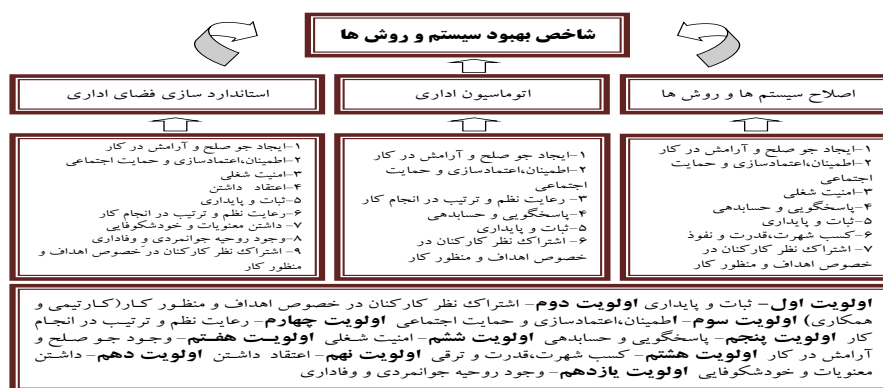 شاخص بهبود سیستم و روش ها
اصلاح سیستم ها و روش ها
اتوماسیون اداری
استاندارد سازی فضای اداری
۱-ایجاد جو صلح و آرامش در کار
۲-اطمینان،اعتمادسازی و حمایت
اجتماعی
۳-امنیت شغلی
۴-پاسخگویی و حسابدهی
۵-ثبات و پایداری
۶-کسب شهرت،قدرت و نفوذ
۷- اشتراک نظر کارکنان در
خصوص اهداف و منظور کار
۱-ایجاد جو صلح و آرامش در کار
۲-اطمینان،اعتمادسازی و حمایت
اجتماعی
۳- رعایت نظم و ترتیب در انجام کار
۴-پاسخگویی و حسابدهی
۵-ثبات و پایداری
۶- اشتراک نظر کارکنان در
خصوص اهداف و منظور کار
۱-ایجاد جو صلح و آرامش در کار
۲-اطمینان،اعتمادسازی و حمایت اجتماعی
۳-امنیت شغلی
۴-اعتقاد داشتن
۵-ثبات و پایداری
۶-رعایت نظم و ترتیب در انجام کار
۷-داشتن معنویات و خودشکوفایی
۸-وجود روحیه جوانمردی و وفاداری
۹- اشتراک نظر کارکنان در خصوص اهداف و
منظور کار
اولویت اول– ثبات و پایداری اولویت دوم- اشتراک نظر کارکنان در خصوص اهداف و منظور کار(کارتیمی و
همکاری) اولویت سوم- اطمینان،اعتمادسازی و حمایت اجتماعی اولویت چهارم- رعایت نظم و ترتیب در انجام
کار اولویت پنجم- پاسخگویی و حسابدهی اولویت ششم- امنیت شغلی اولویت هفتم- وجود جو صلح و
آرامش در کار اولویت هشتم- کسب شهرت،قدرت و ترقی اولویت نهم- اعتقاد داشتن اولویت دهم- داشتن
معنویات و خودشکوفایی اولویت یازدهم- وجود روحیه جوانمردی و وفاداری